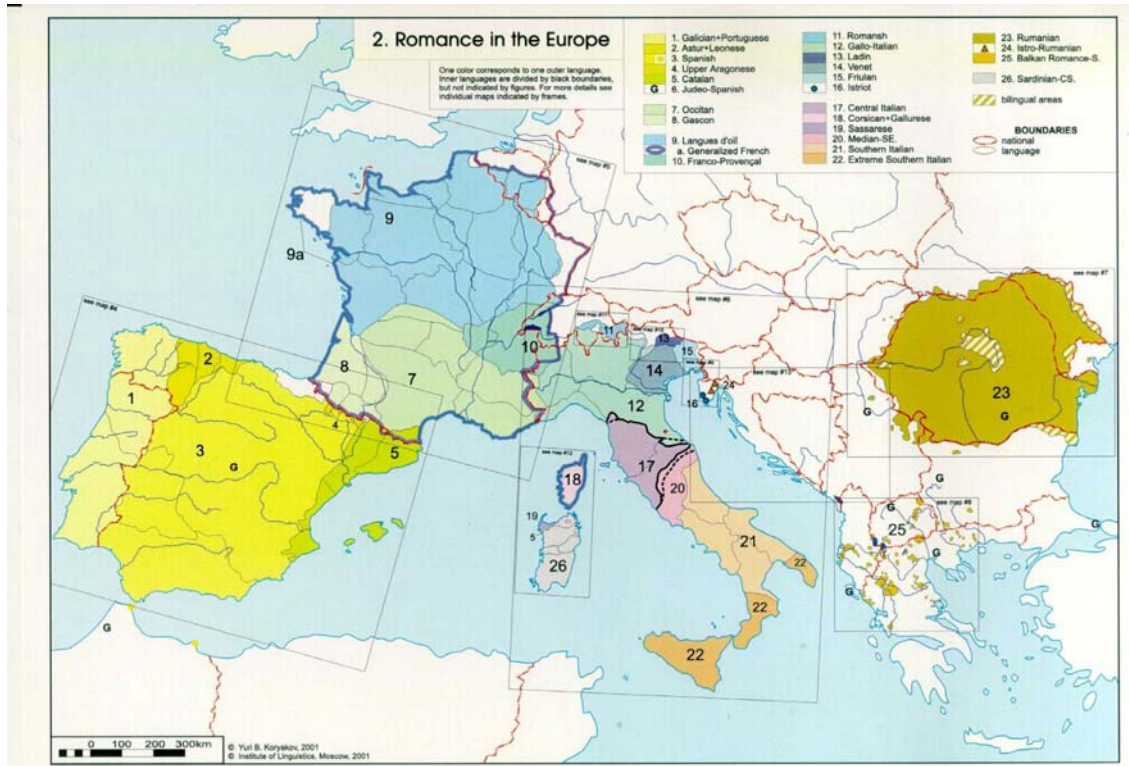 2. Romance in the Europe
One color corresponds to one outer language.
Inner languages are divided by black boundaries,
but not indicated by figures. For more details see
individual maps indicated by frames.
1. Galician+Portuguese
2. Astur+Leonese
3. Spanish
4. Upper Aragonese
5. Catalan
G 6. Judeo-Spanish
7. Occitan
8. Gascon
9. Langues d'oïl
a. Generalized French
10. Franco-Provençal
11. Romansh
12. Gallo-Italian
13. Ladin
14. Venet
15. Friulan
16. Istriot
17. Central Italian
18. Corsican+Gallurese
19. Sassarese
20. Median-SE.
21. Southern Italian
22. Extreme Southern Italian
23. Rumanian
24. Istro-Rumanian
25. Balkan Romance-S.
26. Sardinian-CS.
bilingual areas
BOUNDARIES
national
language
see map #5
9
9a
see map #7
see map #6
see map #4
see map #11
11
10
13
15
2
8
7
14
see map #13
24
16
23
1
12
G
G
4
3
5
G
see map #12
18
17
20
G
see map #8
G
25
G
19
5
21
26
22
G
G
22
22
0 100 200 300km
© Yuri B. Koryakov, 2001
© Institute of Linguistics, Moscow, 2001